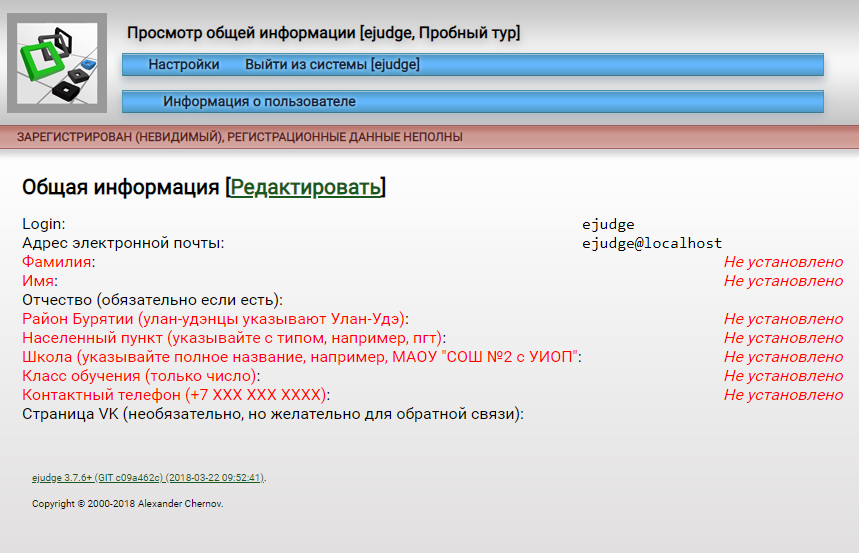 Просмотр общей информации [ejudge, Пробный тур]
Настройки Выйти из системы [ejudge]
Информация о пользователе
ЗАРЕГИСТРИРОВАН (НЕВИДИМЫЙ), РЕГИСТРАЦИОННЫЕ ДАННЫЕ НЕПОЛНЫ
Общая информация [Редактировать]
Login: ejudge
Адрес электронной почты: ejudge@localhost
Фамилия: Не установлено
Имя: Не установлено
Отчество (обязательно если есть):
Район Бурятии (улан-удэнцы указывают Улан-Удэ): Не установлено
Населенный пункт (указывайте с типом, например, пгт): Не установлено
Школа (указывайте полное название, например, МАОУ "СОШ №2 с УИОП": Не установлено
Класс обучения (только число): Не установлено
Контактный телефон (+7 XXX XXX XXXX): Не установлено
Страница VK (необязательно, но желательно для обратной связи):
ejudge 3.7.6+ (GIT c09a462c) (2018-03-22 09:52:41).
Copyright © 2000-2018 Alexander Chernov.